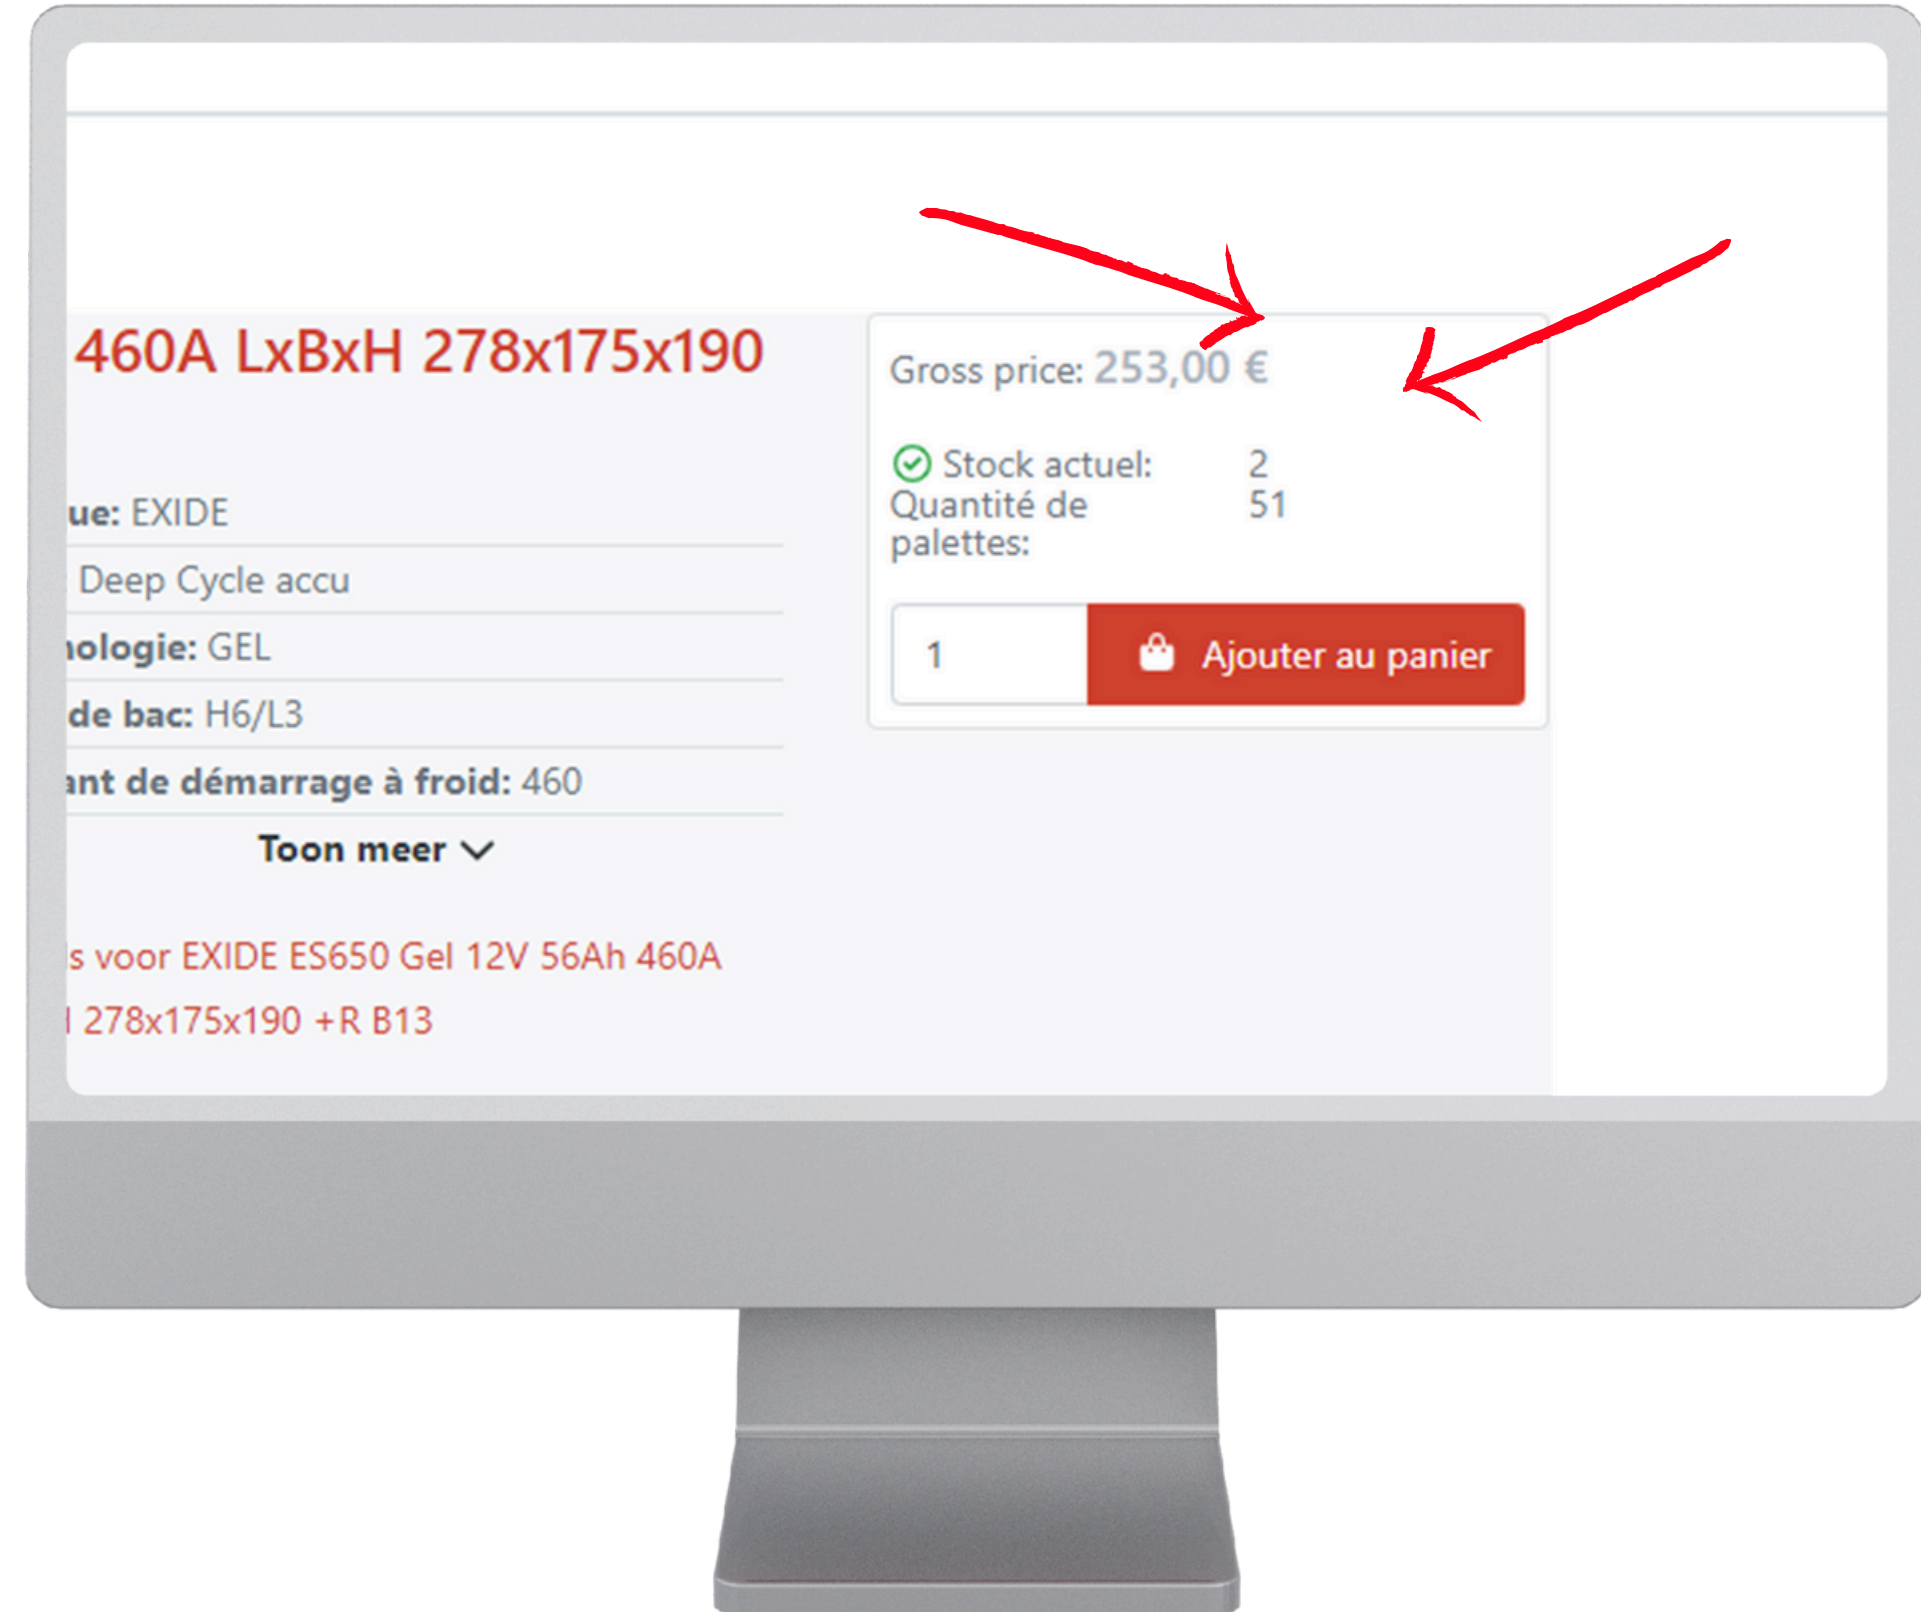 460A LxBxH 278x175x190
Gross price: 253,00 €
Stock actuel: 2
Quantité de 51
palettes:
1 Ajouter au panier
ue: EXIDE
Deep Cycle accu
nologie: GEL
de bac: H6/L3
ant de démarrage à froid: 460
Toon meer
s voor EXIDE ES650 Gel 12V 56Ah 460A
278x175x190 +R B13